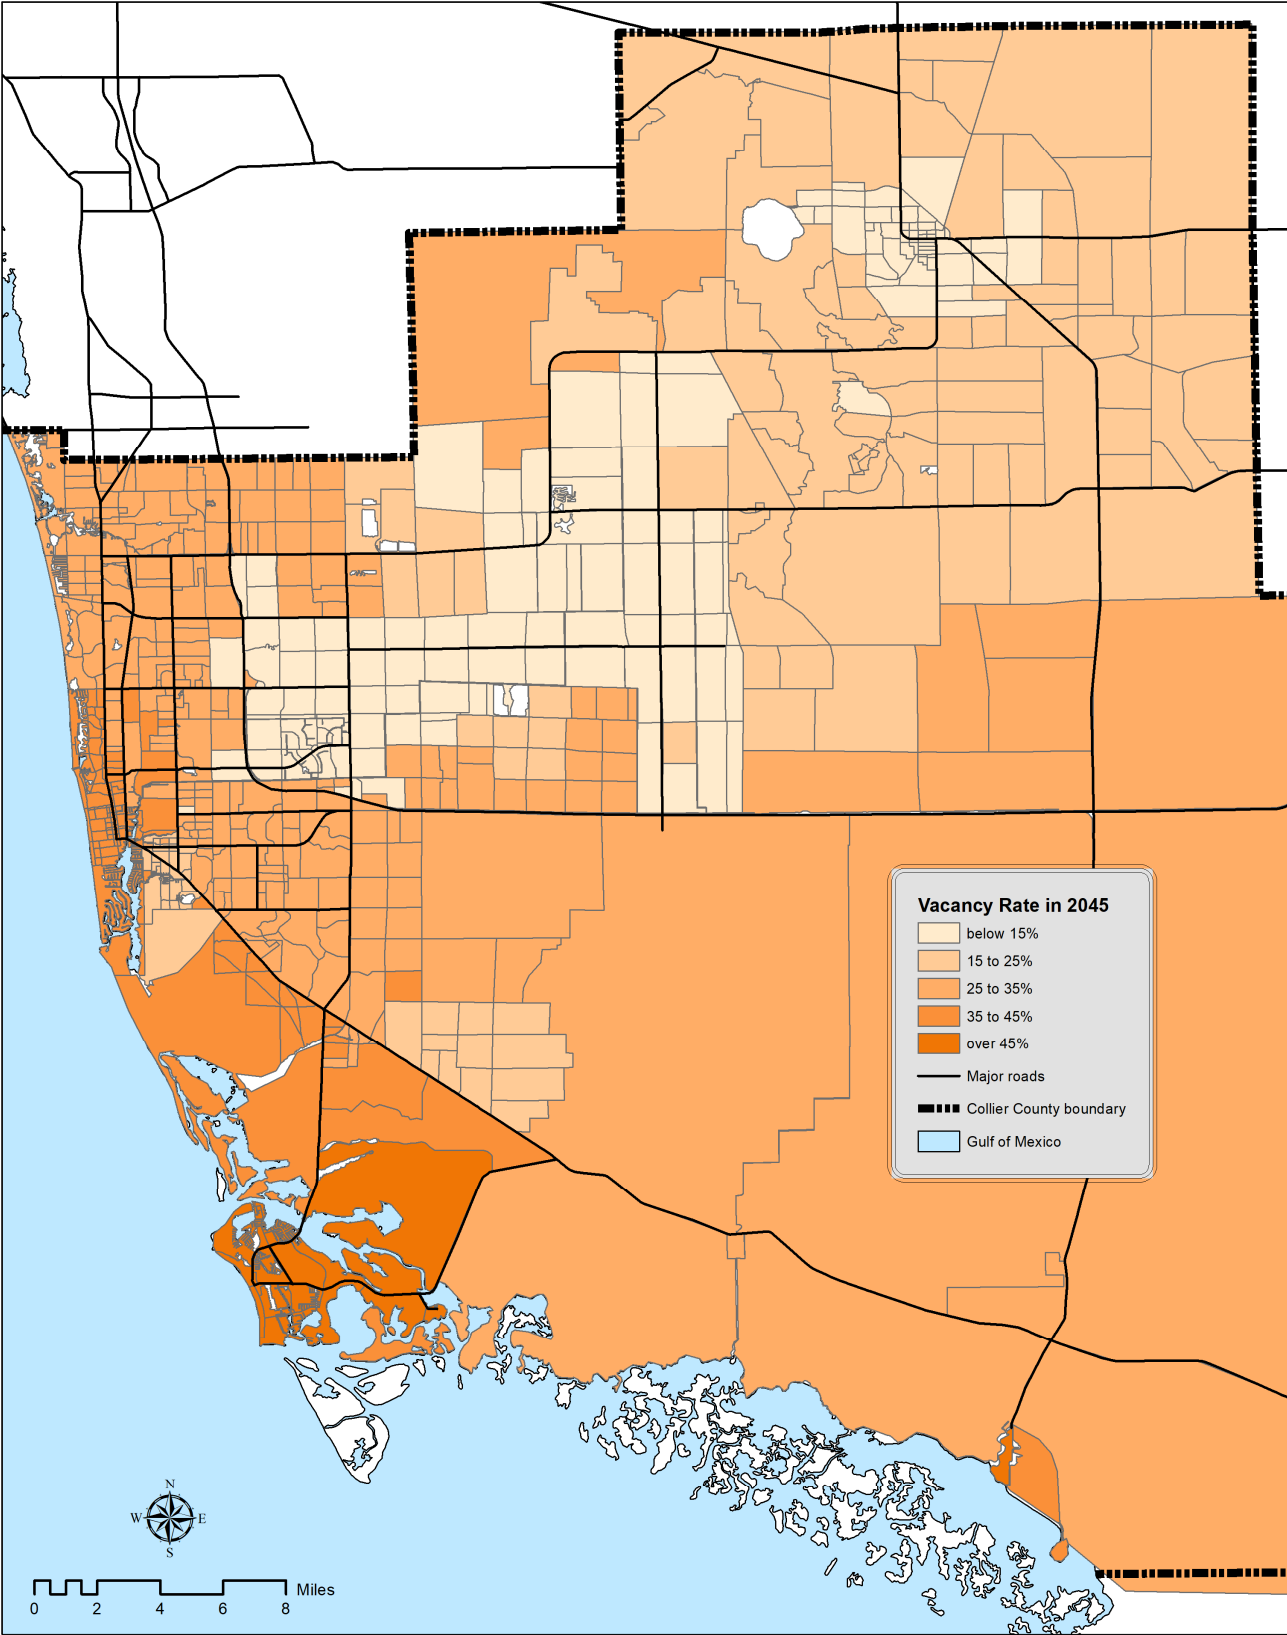 Vacancy Rate in 2045
below 15%
15 to 25%
25 to 35%
35 to 45%
over 45%
Major roads
Collier County boundary
Gulf of Mexico
N
W E
S
Miles
0 2 4 6 8